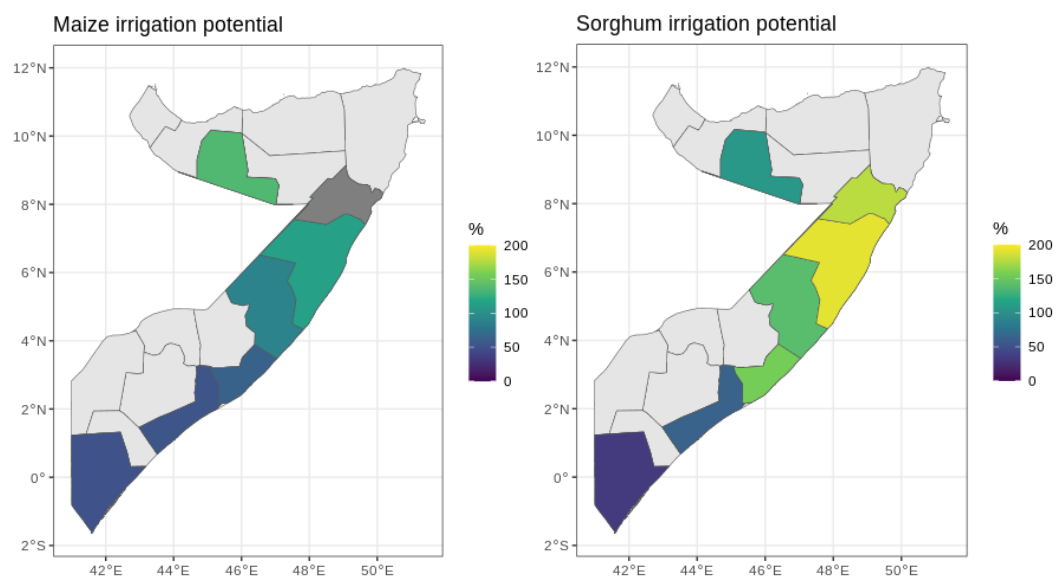 Maize irrigation potential
Sorghum irrigation potential
12°N
10°N
8°N
6°N
4°N
2°N
0°
2°S
42°E 44°E 46°E 48°E 50°E
%
200
150
100
50
0
12°N
10°N
8°N
6°N
4°N
2°N
0°
2°S
42°E 44°E 46°E 48°E 50°E
%
200
150
100
50
0